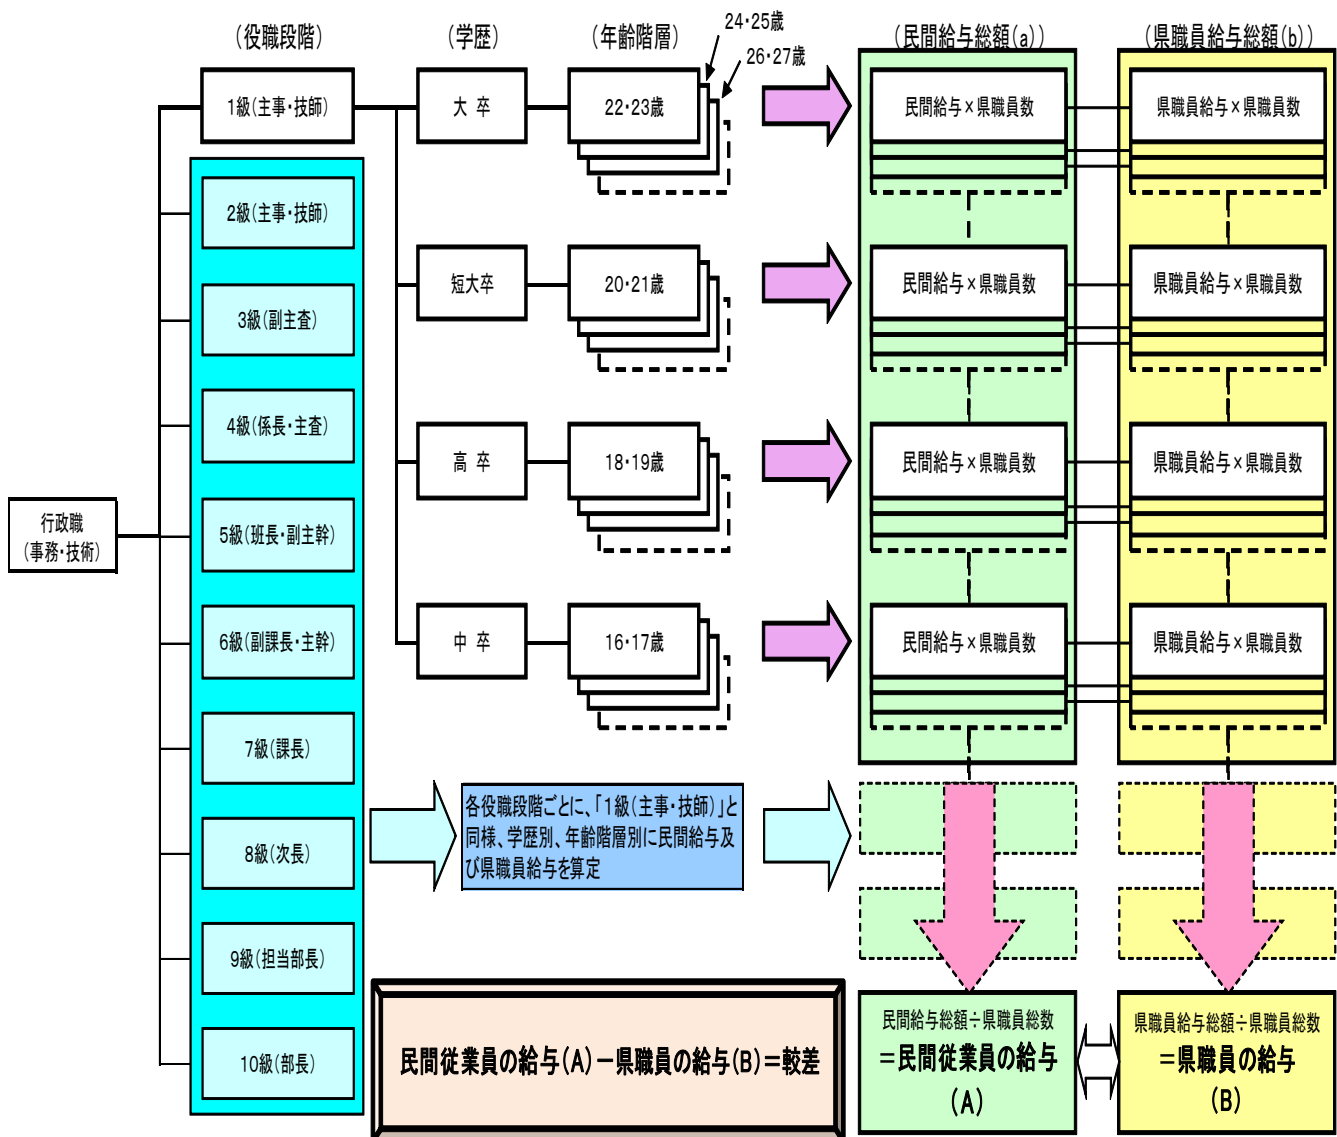 (役職段階)
(学歴)
(年齢階層)
24・25歳
26・27歳
(民間給与総額(a))
(県職員給与総額(b))
1級(主事・技師)
大 卒
22・23歳
民間給与×県職員数
県職員給与×県職員数
2級(主事・技師)
短大卒
20・21歳
民間給与×県職員数
県職員給与×県職員数
3級(副主査)
4級(係長・主査)
高 卒
18・19歳
民間給与×県職員数
県職員給与×県職員数
行政職
(事務・技術)
5級(班長・副主幹)
6級(副課長・主幹)
中 卒
16・17歳
民間給与×県職員数
県職員給与×県職員数
7級(課長)
各役職段階ごとに、「1級(主事・技師)」と
同様、学歴別、年齢階層別に民間給与及
び県職員給与を算定
8級(次長)
9級(担当部長)
10級(部長)
民間従業員の給与(A)-県職員の給与(B)=較差
民間給与総額÷県職員総数
=民間従業員の給与
(A)
県職員給与総額÷県職員総数
=県職員の給与
(B)